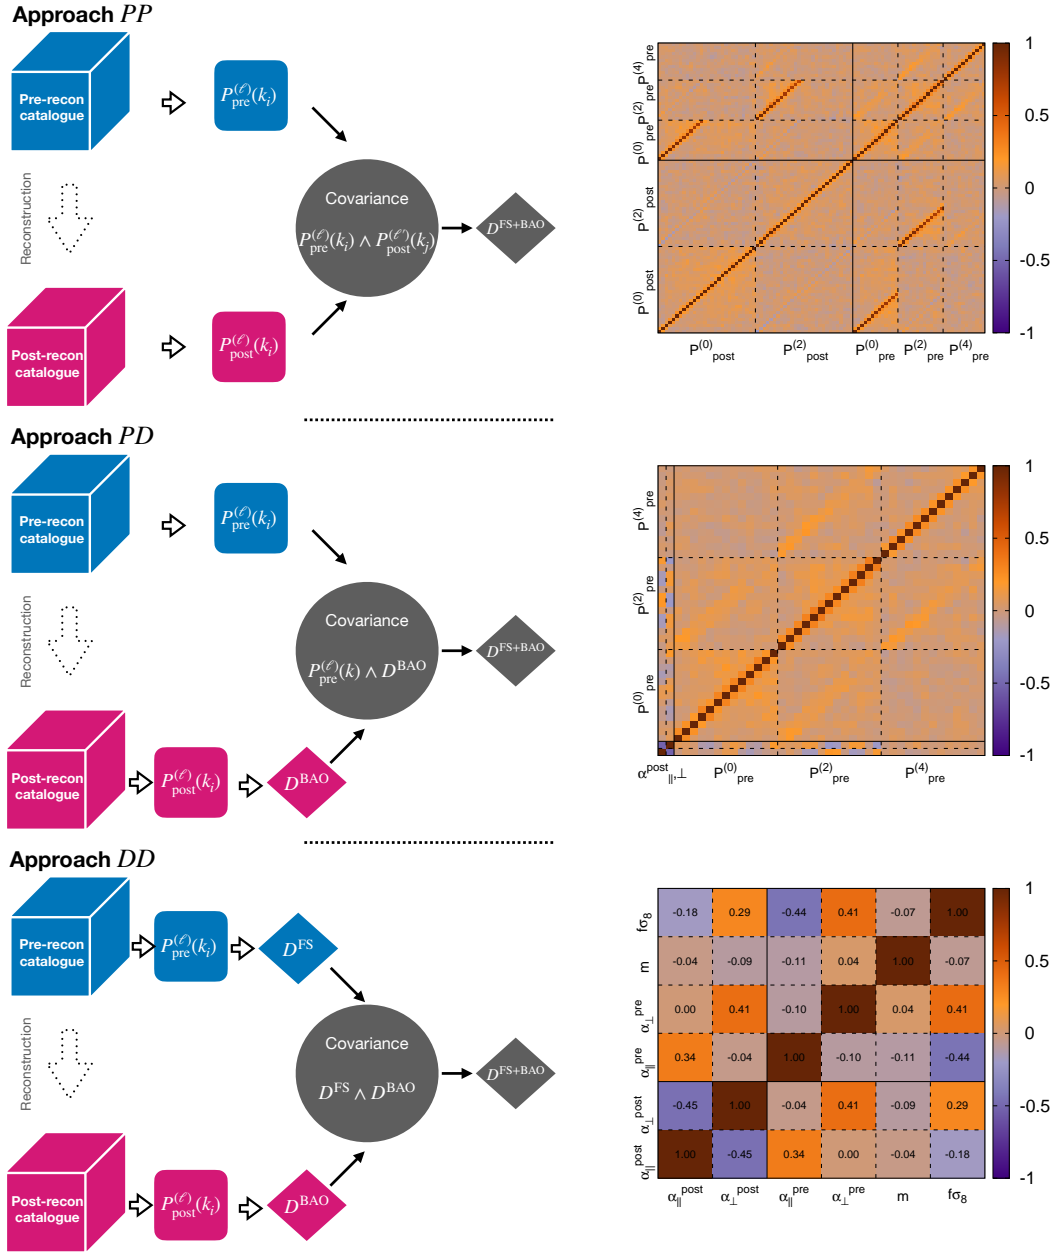 Approach PP
Pre-recon
catalogue
P_pre^(ℓ)(k_i)
Reconstruction
Covariance
P_pre^(ℓ)(k_i) ∧ P_post^(ℓ')(k_j)
D^FS+BAO
Post-recon
catalogue
P_post^(ℓ)(k_i)
P^(4)_pre
P^(2)_pre
P^(0)_pre
P^(2)_post
P^(0)_post
P^(0)_post P^(2)_post P^(0)_pre P^(2)_pre P^(4)_pre
1
0.5
0
-0.5
-1
Approach PD
Pre-recon
catalogue
P_pre^(ℓ)(k_i)
Reconstruction
Covariance
P_pre^(ℓ)(k) ∧ D^BAO
D^FS+BAO
Post-recon
catalogue
P_post^(ℓ)(k_i)
D^BAO
P^(4)_pre
P^(2)_pre
P^(0)_pre
α^post_||,⊥ P^(0)_pre P^(2)_pre P^(4)_pre
1
0.5
0
-0.5
-1
Approach DD
Pre-recon
catalogue
P_pre^(ℓ)(k_i)
D^FS
Reconstruction
Covariance
D^FS ∧ D^BAO
D^FS+BAO
Post-recon
catalogue
P_post^(ℓ)(k_i)
D^BAO
fσ_8 -0.18 0.29 -0.44 0.41 -0.07 1.00
m -0.04 -0.09 -0.11 0.04 1.00 -0.07
α_⊥^pre 0.00 0.41 -0.10 1.00 0.04 0.41
α_||^pre 0.34 -0.04 1.00 -0.10 -0.11 -0.44
α_⊥^post -0.45 1.00 -0.04 0.41 -0.09 0.29
α_||^post 1.00 -0.45 0.34 0.00 -0.04 -0.18
α_||^post α_⊥^post α_||^pre α_⊥^pre m fσ_8
1
0.5
0
-0.5
-1